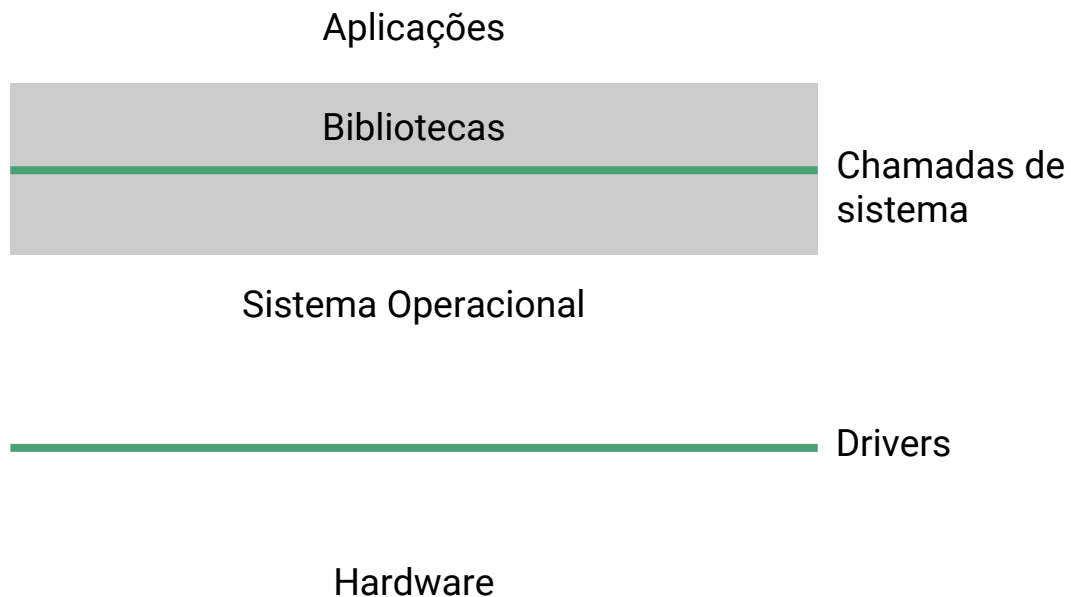 Aplicações
Bibliotecas
Chamadas de
sistema
Sistema Operacional
Drivers
Hardware